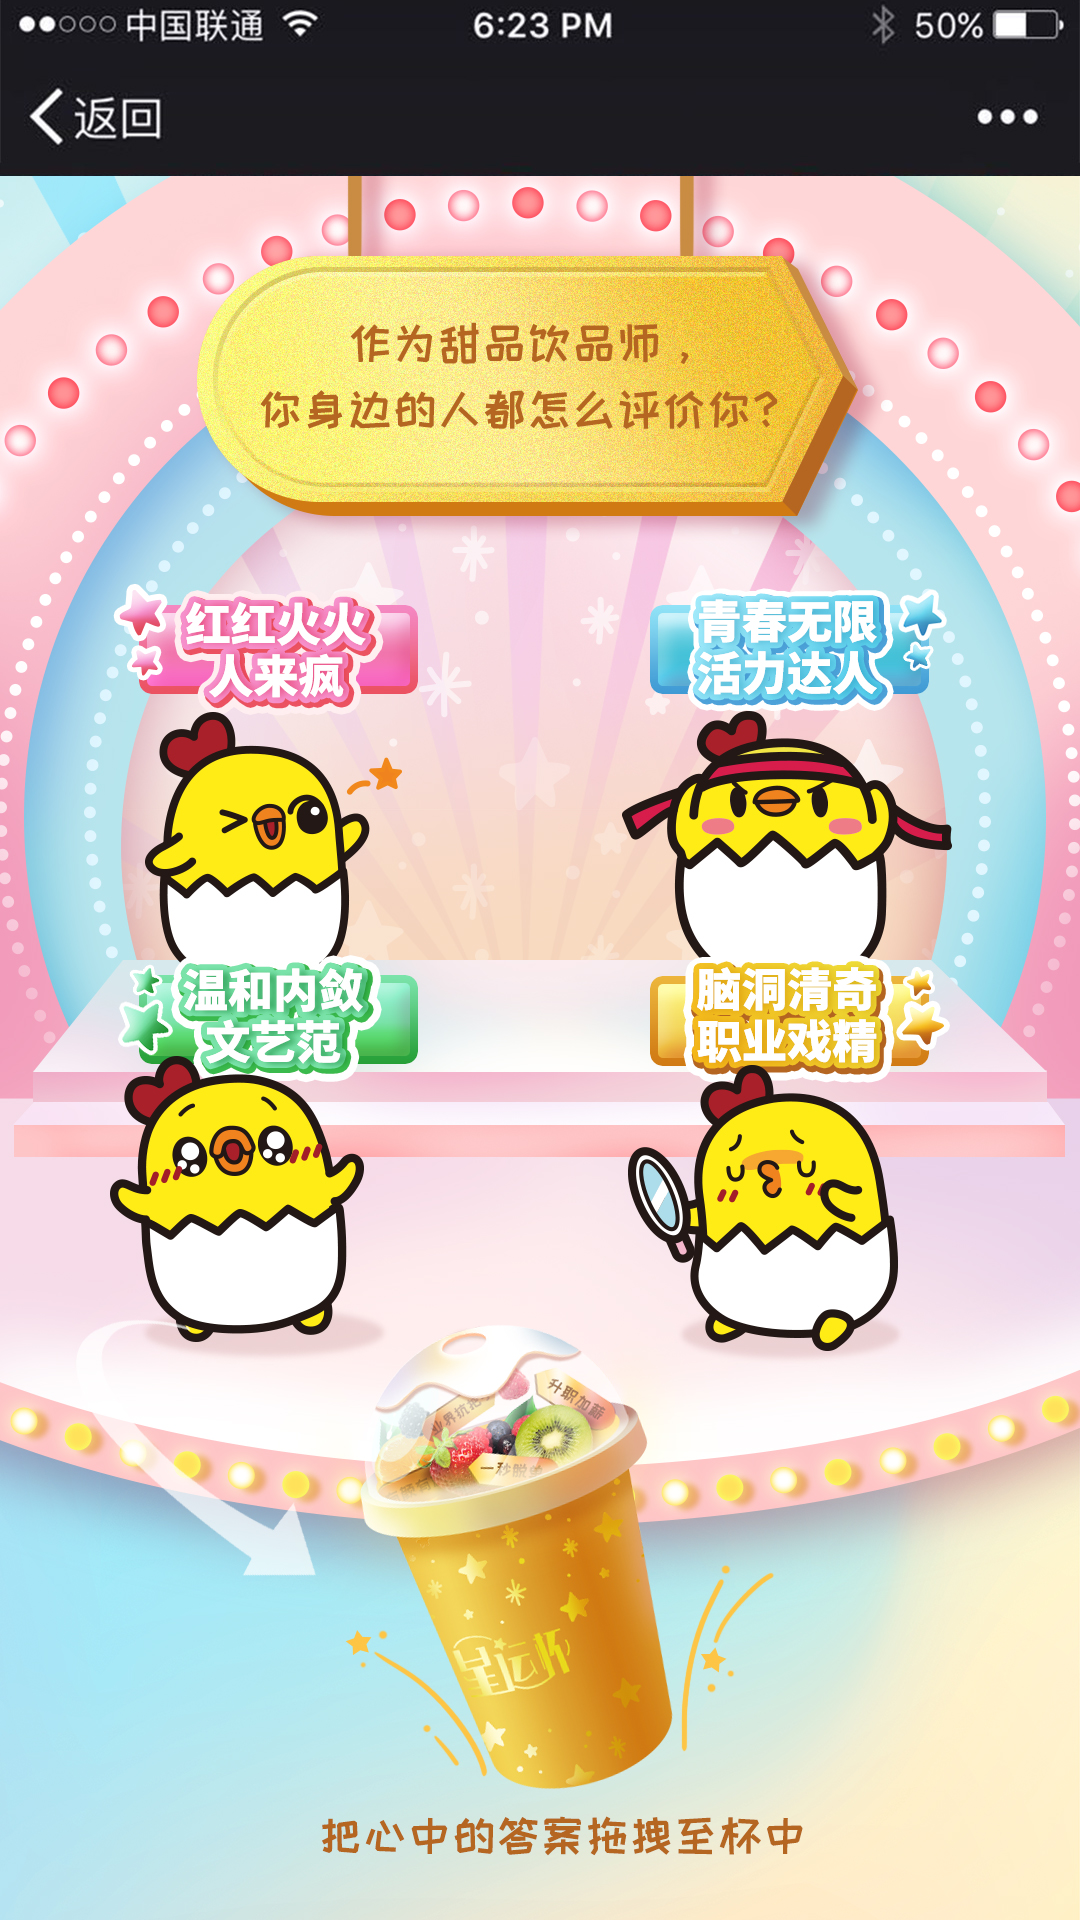 中国联通
6:23 PM
50%
返回
作为甜品饮品师，
你身边的人都怎么评价你？
红红火火
人来疯
青春无限
活力达人
温和内敛
文艺范
脑洞清奇
职业戏精
升职加薪
一秒脱单
星运杯
把心中的答案拖拽至杯中